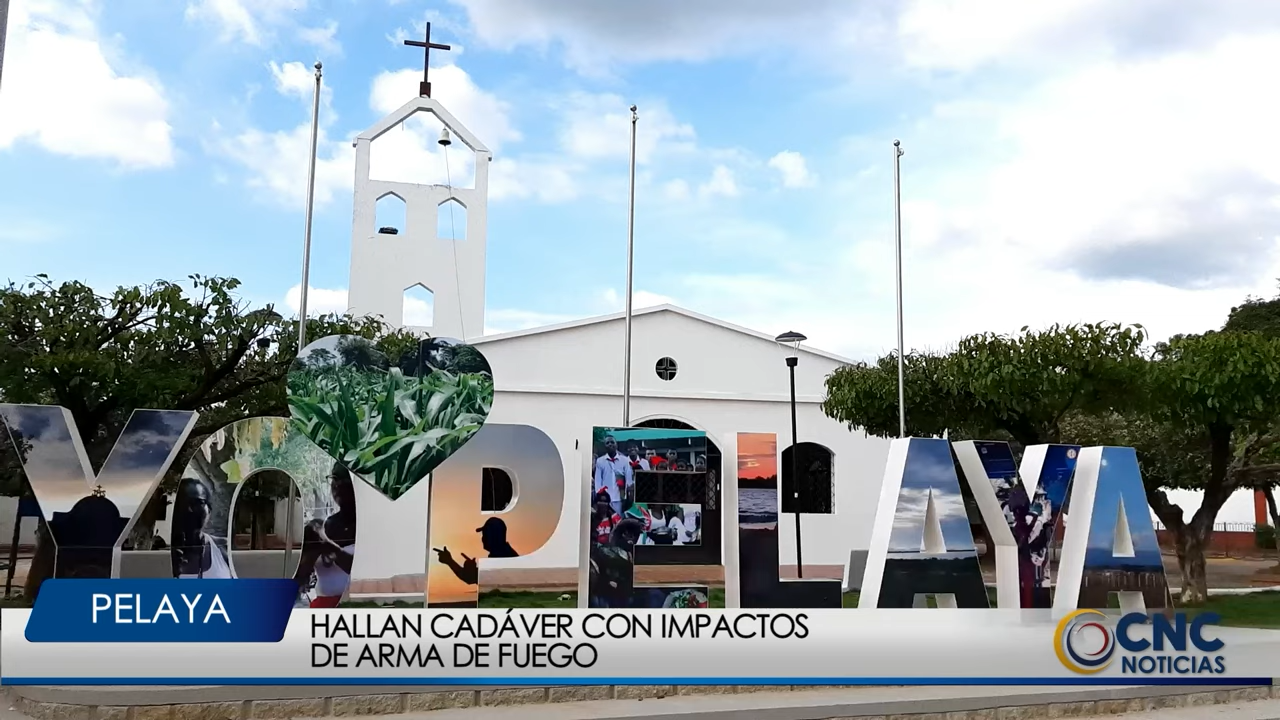 YO PELAYA
PELAYA
HALLAN CADÁVER CON IMPACTOS
DE ARMA DE FUEGO
CNC
NOTICIAS